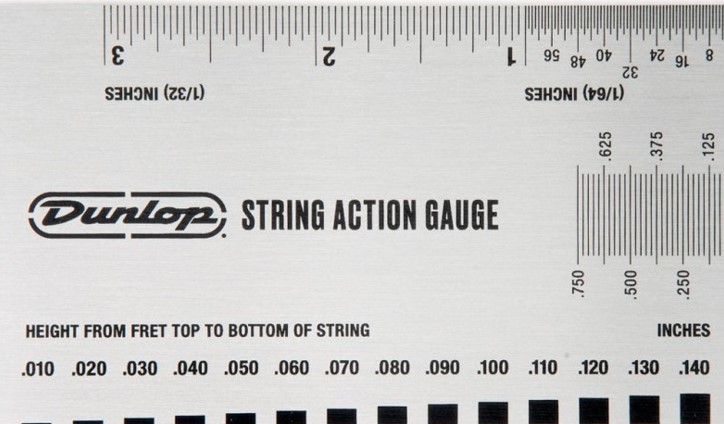 3 2 1 56 48 40 32 24 16 8
(1/32) INCHES (1/64) INCHES
.625 .375 .125
Dunlop STRING ACTION GAUGE
.750 .500 .250
HEIGHT FROM FRET TOP TO BOTTOM OF STRING INCHES
.010 .020 .030 .040 .050 .060 .070 .080 .090 .100 .110 .120 .130 .140